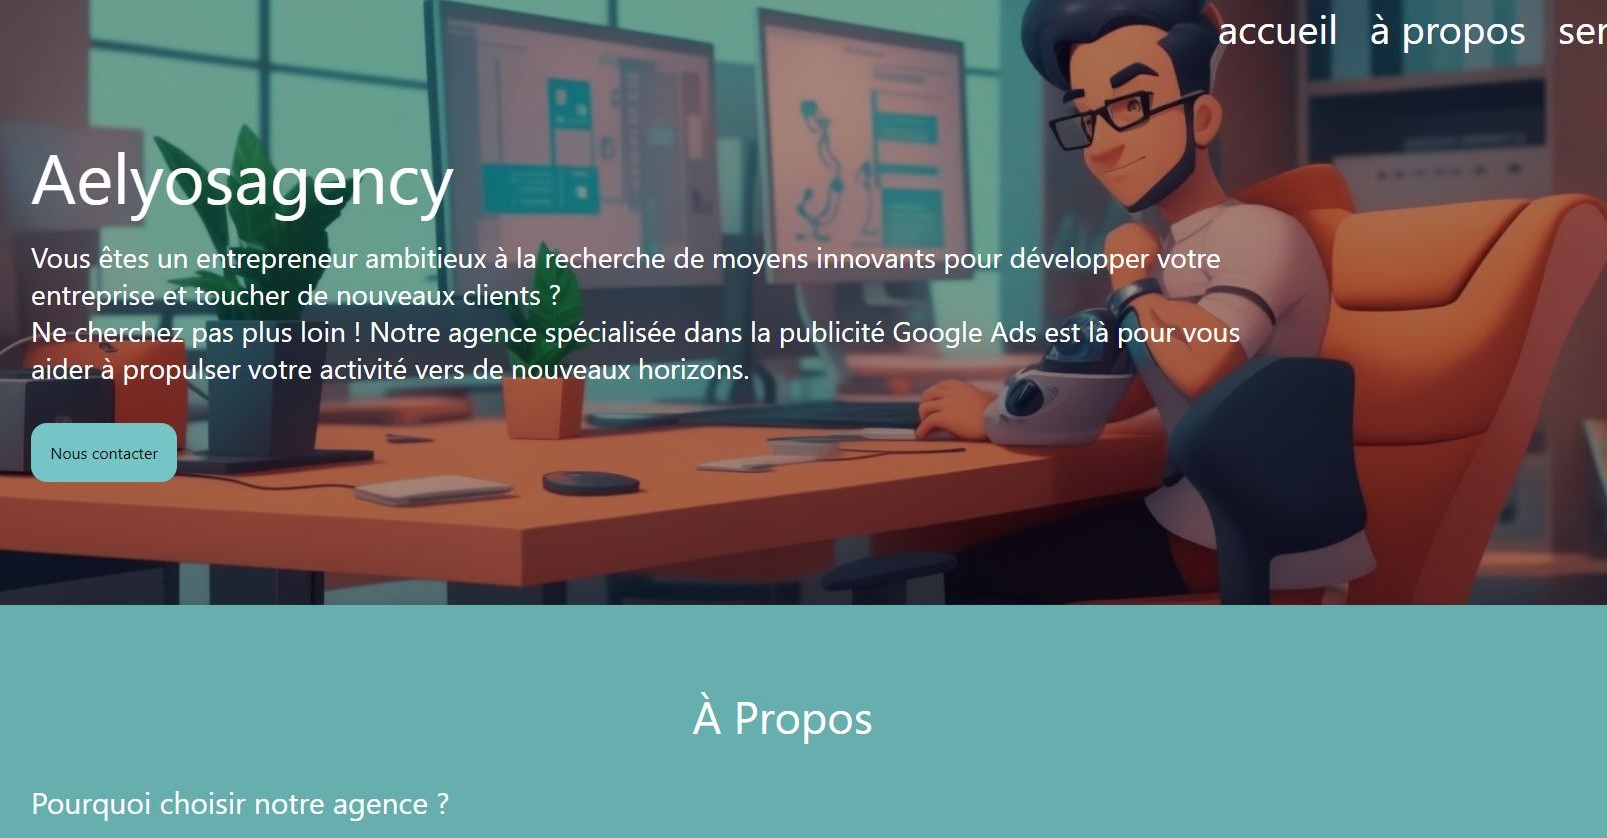 accueil à propos
Aelyosagency
Vous êtes un entrepreneur ambitieux à la recherche de moyens innovants pour développer votre
entreprise et toucher de nouveaux clients ?
Ne cherchez pas plus loin ! Notre agence spécialisée dans la publicité Google Ads est là pour vous
aider à propulser votre activité vers de nouveaux horizons.
Nous contacter
À Propos
Pourquoi choisir notre agence ?